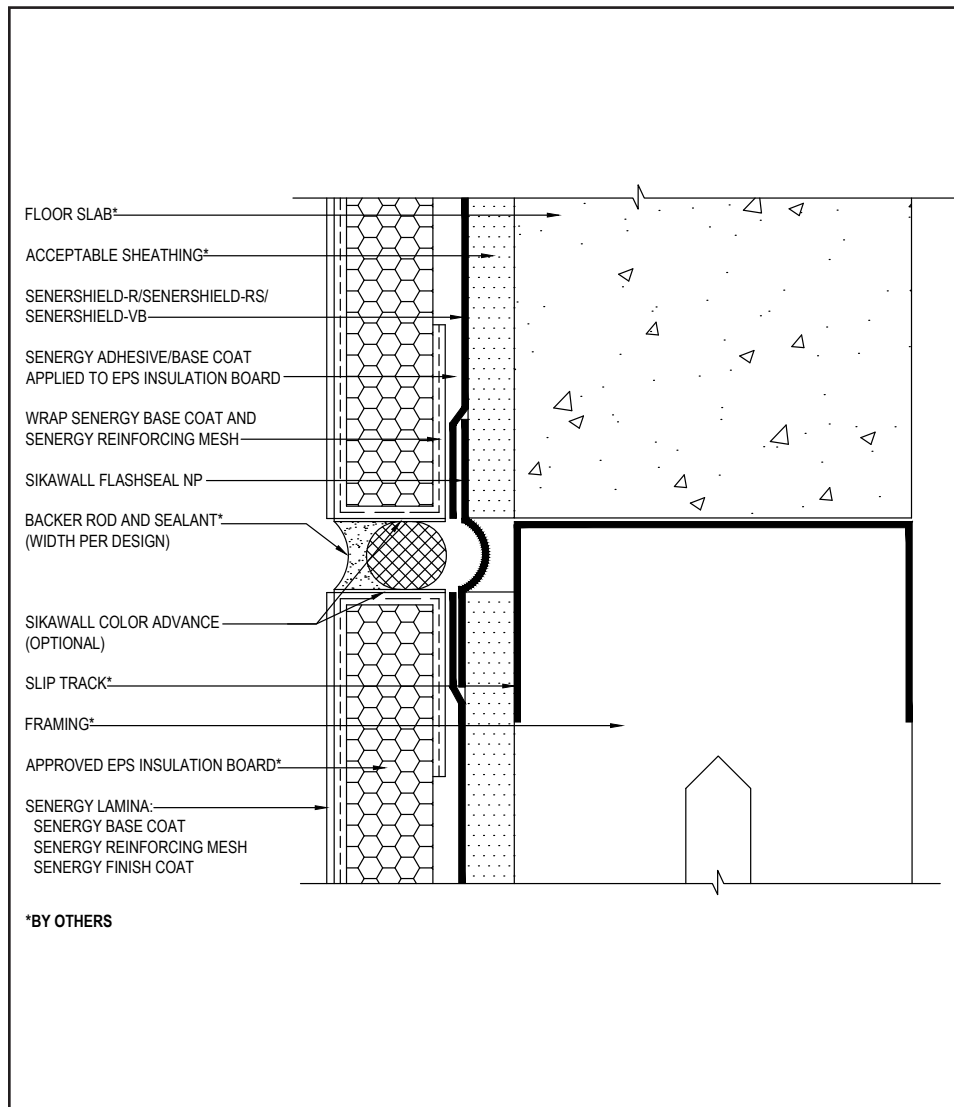 FLOOR SLAB*
ACCEPTABLE SHEATHING*
SENERSHIELD-R/SENERSHIELD-RS/
SENERSHIELD-VB
SENERGY ADHESIVE/BASE COAT
APPLIED TO EPS INSULATION BOARD
WRAP SENERGY BASE COAT AND
SENERGY REINFORCING MESH
SIKAWALL FLASHSEAL NP
BACKER ROD AND SEALANT*
(WIDTH PER DESIGN)
SIKAWALL COLOR ADVANCE
(OPTIONAL)
SLIP TRACK*
FRAMING*
APPROVED EPS INSULATION BOARD*
SENERGY LAMINA:
SENERGY BASE COAT
SENERGY REINFORCING MESH
SENERGY FINISH COAT
*BY OTHERS